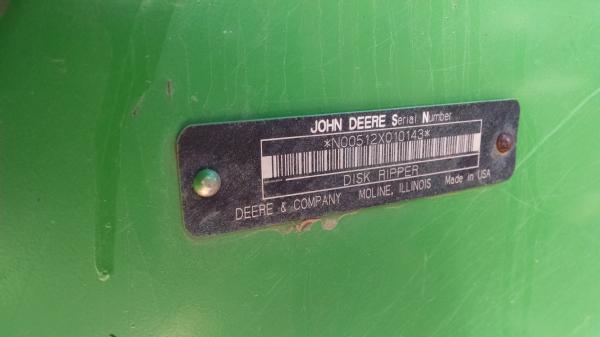 JOHN DEERE Serial Number
*N00512X010143*
DISK RIPPER
DEERE & COMPANY MOLINE, ILLINOIS Made in USA